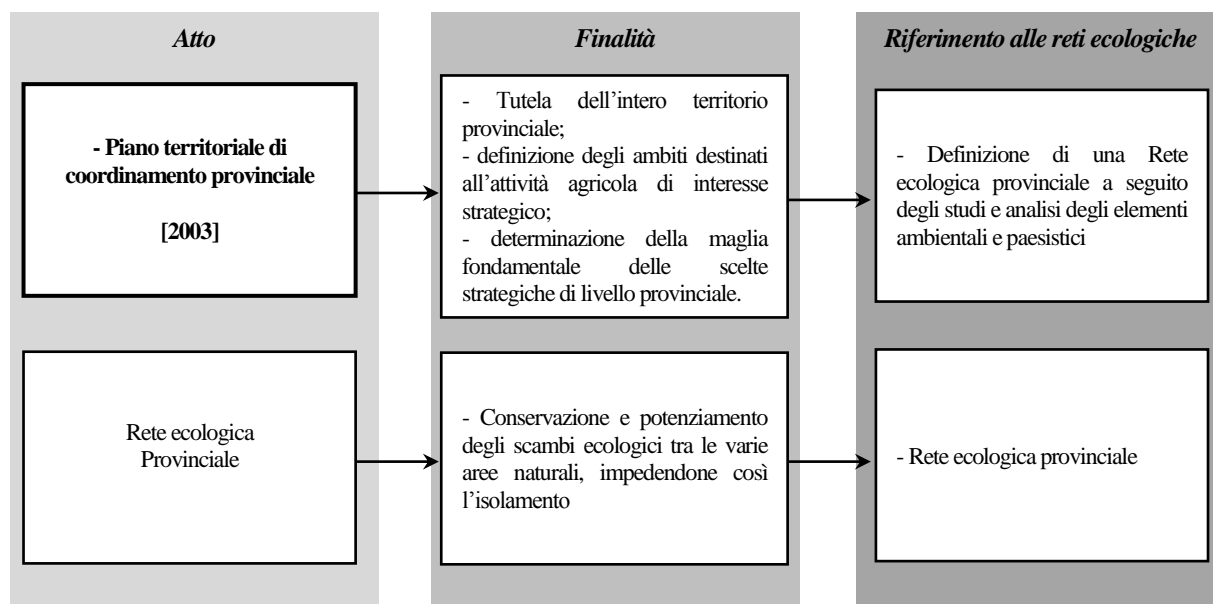 Atto
Finalità
Riferimento alle reti ecologiche
- Piano territoriale di
coordinamento provinciale
[2003]
- Tutela dell’intero territorio
provinciale;
- definizione degli ambiti destinati
all’attività agricola di interesse
strategico;
- determinazione della maglia
fondamentale delle scelte
strategiche di livello provinciale.
- Definizione di una Rete
ecologica provinciale a seguito
degli studi e analisi degli elementi
ambientali e paesistici
Rete ecologica
Provinciale
- Conservazione e potenziamento
degli scambi ecologici tra le varie
aree naturali, impedendone così
l’isolamento
- Rete ecologica provinciale